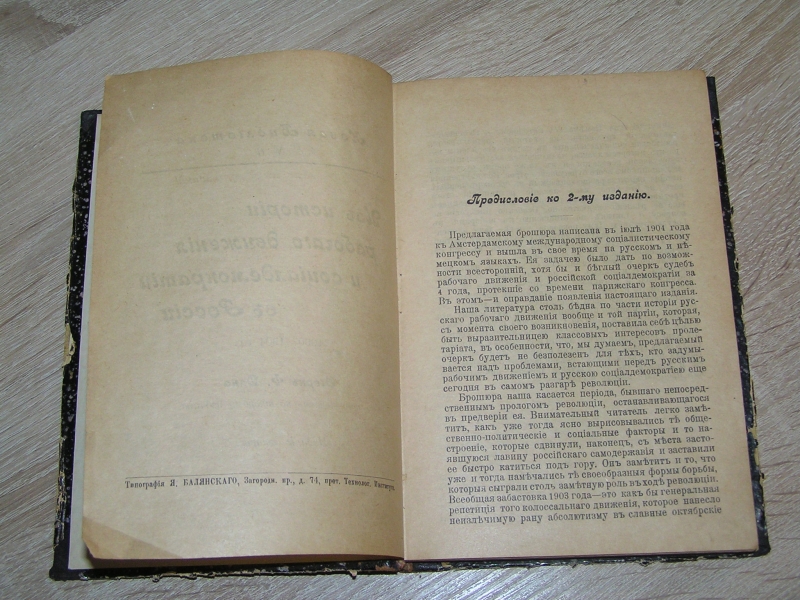 Типографія Я. БАЛЯНСКАГО, Загородн. пр., д. 74, прот. Технолог. Института.
Предисловіе ко 2-му изданію.
Предлагаемая брошюра написана въ іюлѣ 1904 года
къ Амстердамскому международному соціалистическому
конгрессу и вышла въ свое время на русском и нѣ-
мецкомъ языкахъ. Ея задачею было дать по возмож-
ности всесторонній, хотя бы и бѣглый очерк судебъ
рабочаго движенія и россійской соціалдемократіи за
4 года, протекшіе со времени парижскаго конгресса.
Въ этомъ—и оправданіе появленія настоящаго изданія.
Наша литература столь бѣдна по части исторіи рус-
скаго рабочаго движенія вообще и той партіи, которая,
съ момента своего возникновенія, поставила себѣ цѣлью
быть выразительницею классовыхъ интересовъ проле-
таріата, въ особенности, что, мы думаемъ, предлагаемый
очеркъ будетъ не безполезенъ для тѣхъ, кто задумы-
вается надъ проблемами, встающими передъ русскимъ
рабочимъ движеніемъ и русскою соціалдемократіею еще
сегодня въ самомъ разгарѣ революціи.
Брошюра наша касается періода, бывшаго непосред-
ственнымъ прологомъ революціи, останавливающагося
въ предверіи ея. Внимательный читатель легко замѣ-
титъ, какъ уже тогда ясно вырисовывались тѣ обще-
ственно-политическіе и соціальные факторы и то на-
строеніе, которые сдвинули, наконецъ, съ мѣста засто-
явшуюся лавину россійскаго самодержавія и заставили
ее быстро катиться подъ гору. Онъ замѣтитъ и то, что
уже и тогда намѣчались тѣ своеобразныя формы борьбы,
которыя сыграли столь замѣтную роль въ ходѣ революціи.
Всеобщая забастовка 1903 года—это какъ бы генеральная
репетиція того колоссальнаго движенія, которое нанесло
неизлѣчимую рану абсолютизму въ славные октябрьскіе